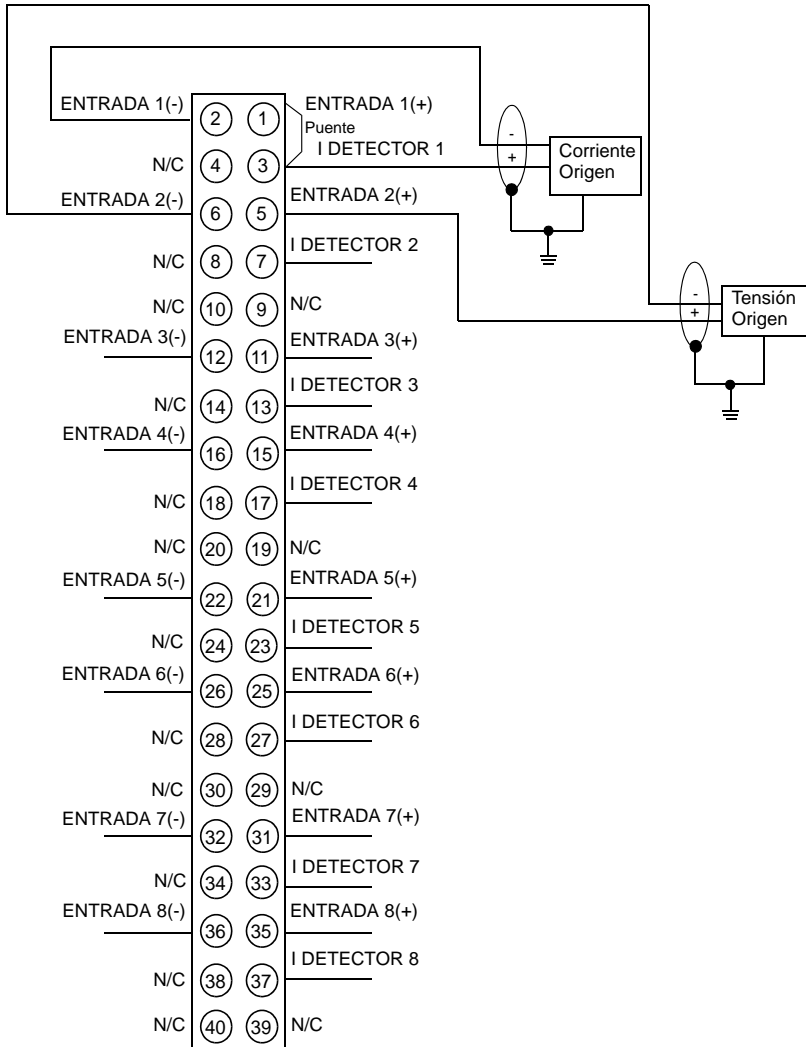 ENTRADA 1(-) 2 1 ENTRADA 1(+)
Puente
N/C 4 3 I DETECTOR 1
- + Corriente
Origen
ENTRADA 2(-) 6 5 ENTRADA 2(+)
N/C 8 7 I DETECTOR 2
- + Tensión
Origen
N/C 10 9 N/C
ENTRADA 3(-) 12 11 ENTRADA 3(+)
N/C 14 13 I DETECTOR 3
ENTRADA 4(-) 16 15 ENTRADA 4(+)
N/C 18 17 I DETECTOR 4
N/C 20 19 N/C
ENTRADA 5(-) 22 21 ENTRADA 5(+)
N/C 24 23 I DETECTOR 5
ENTRADA 6(-) 26 25 ENTRADA 6(+)
N/C 28 27 I DETECTOR 6
N/C 30 29 N/C
ENTRADA 7(-) 32 31 ENTRADA 7(+)
N/C 34 33 I DETECTOR 7
ENTRADA 8(-) 36 35 ENTRADA 8(+)
N/C 38 37 I DETECTOR 8
N/C 40 39 N/C